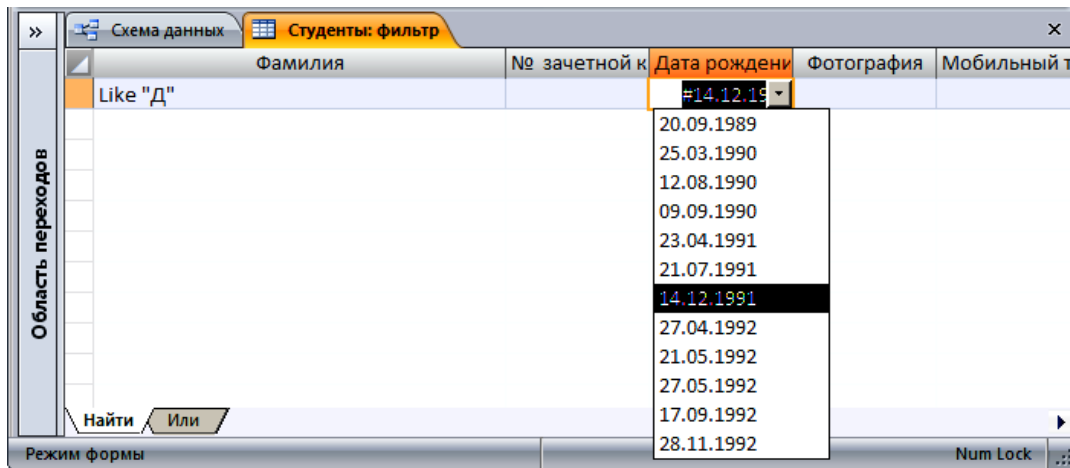 » Схема данных Студенты: фильтр ×
Фамилия № зачетной к Дата рождени Фотография Мобильный т
Like "Д" #14.12.19
20.09.1989
25.03.1990
12.08.1990
09.09.1990
23.04.1991
21.07.1991
14.12.1991
27.04.1992
21.05.1992
27.05.1992
17.09.1992
28.11.1992
Область переходов
Найти Или
Режим формы Num Lock